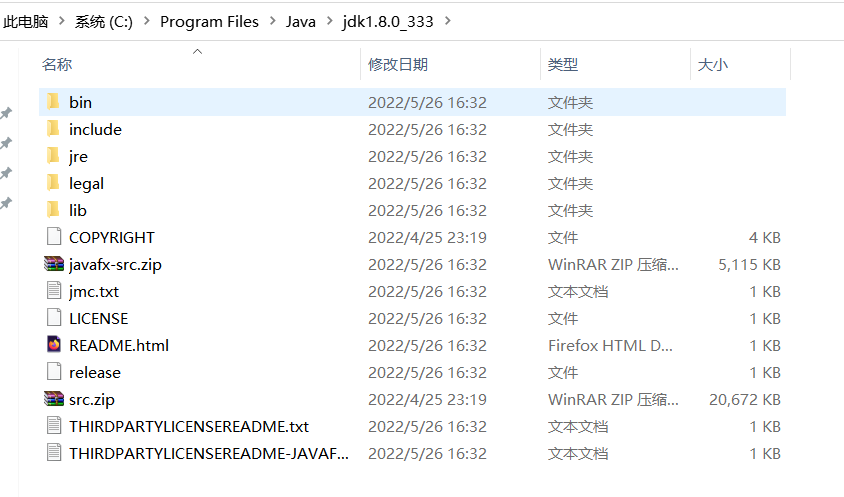 此电脑 > 系统 (C:) > Program Files > Java > jdk1.8.0_333 >
名称 修改日期 类型 大小
bin 2022/5/26 16:32 文件夹
include 2022/5/26 16:32 文件夹
jre 2022/5/26 16:32 文件夹
legal 2022/5/26 16:32 文件夹
lib 2022/5/26 16:32 文件夹
COPYRIGHT 2022/4/25 23:19 文件 4 KB
javafx-src.zip 2022/5/26 16:32 WinRAR ZIP 压缩... 5,115 KB
jmc.txt 2022/5/26 16:32 文本文档 1 KB
LICENSE 2022/5/26 16:32 文件 1 KB
README.html 2022/5/26 16:32 Firefox HTML D... 1 KB
release 2022/5/26 16:32 文件 1 KB
src.zip 2022/4/25 23:19 WinRAR ZIP 压缩... 20,672 KB
THIRDPARTYLICENSEREADME.txt 2022/5/26 16:32 文本文档 1 KB
THIRDPARTYLICENSEREADME-JAVAF... 2022/5/26 16:32 文本文档 1 KB